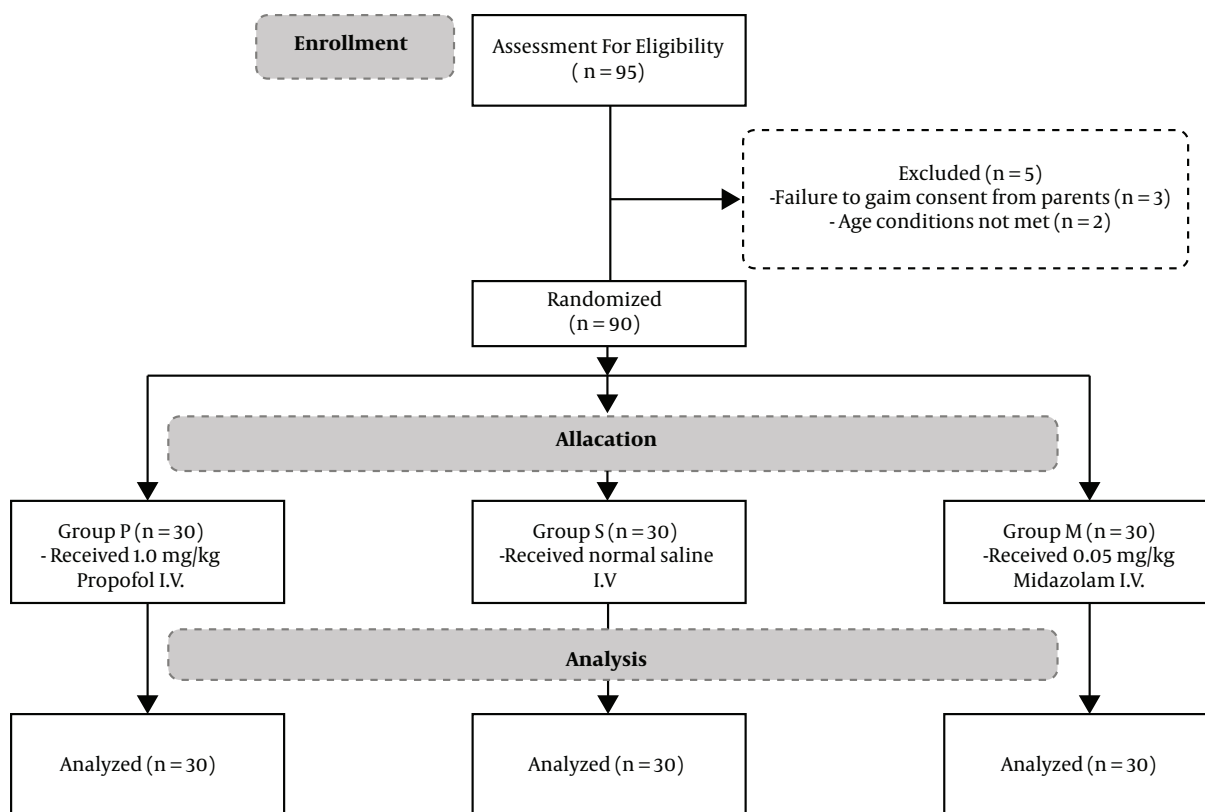 Enrollment
Assessment For Eligibility
( n = 95)
Excluded (n = 5)
-Failure to gaim consent from parents (n = 3)
- Age conditions not met (n = 2)
Randomized
(n = 90)
Allacation
Group P (n = 30)
- Received 1.0 mg/kg
Propofol I.V.
Group S (n = 30)
-Received normal saline
I.V
Group M (n = 30)
-Received 0.05 mg/kg
Midazolam I.V.
Analysis
Analyzed (n = 30)
Analyzed (n = 30)
Analyzed (n = 30)